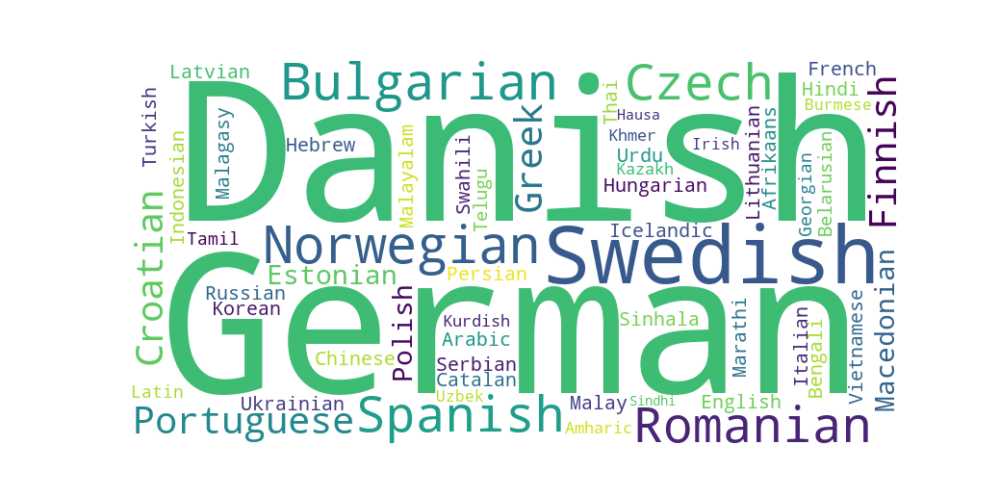 Latvian
Bulgarian
Czech
French
Turkish
Danish
Thai
Hindi
Finnish
Malagasy
Hebrew
Malayalam
Swahili
Telugu
Greek
Hausa
Khmer
Irish
Urdu
Kazakh
Hungarian
Lithuanian
Afrikaans
Burmese
Georgian
Belarusian
Indonesian
Croatian
Tamil
Norwegian
Swedish
Icelandic
Estonian
Persian
German
Russian
Korean
Polish
Kurdish
Arabic
Sinhala
Marathi
Italian
Bengali
Vietnamese
Macedonian
Chinese
Serbian
Catalan
Uzbek
Latin
Ukrainian
Portuguese
Spanish
Malay
Sindhi
English
Amharic
Romanian